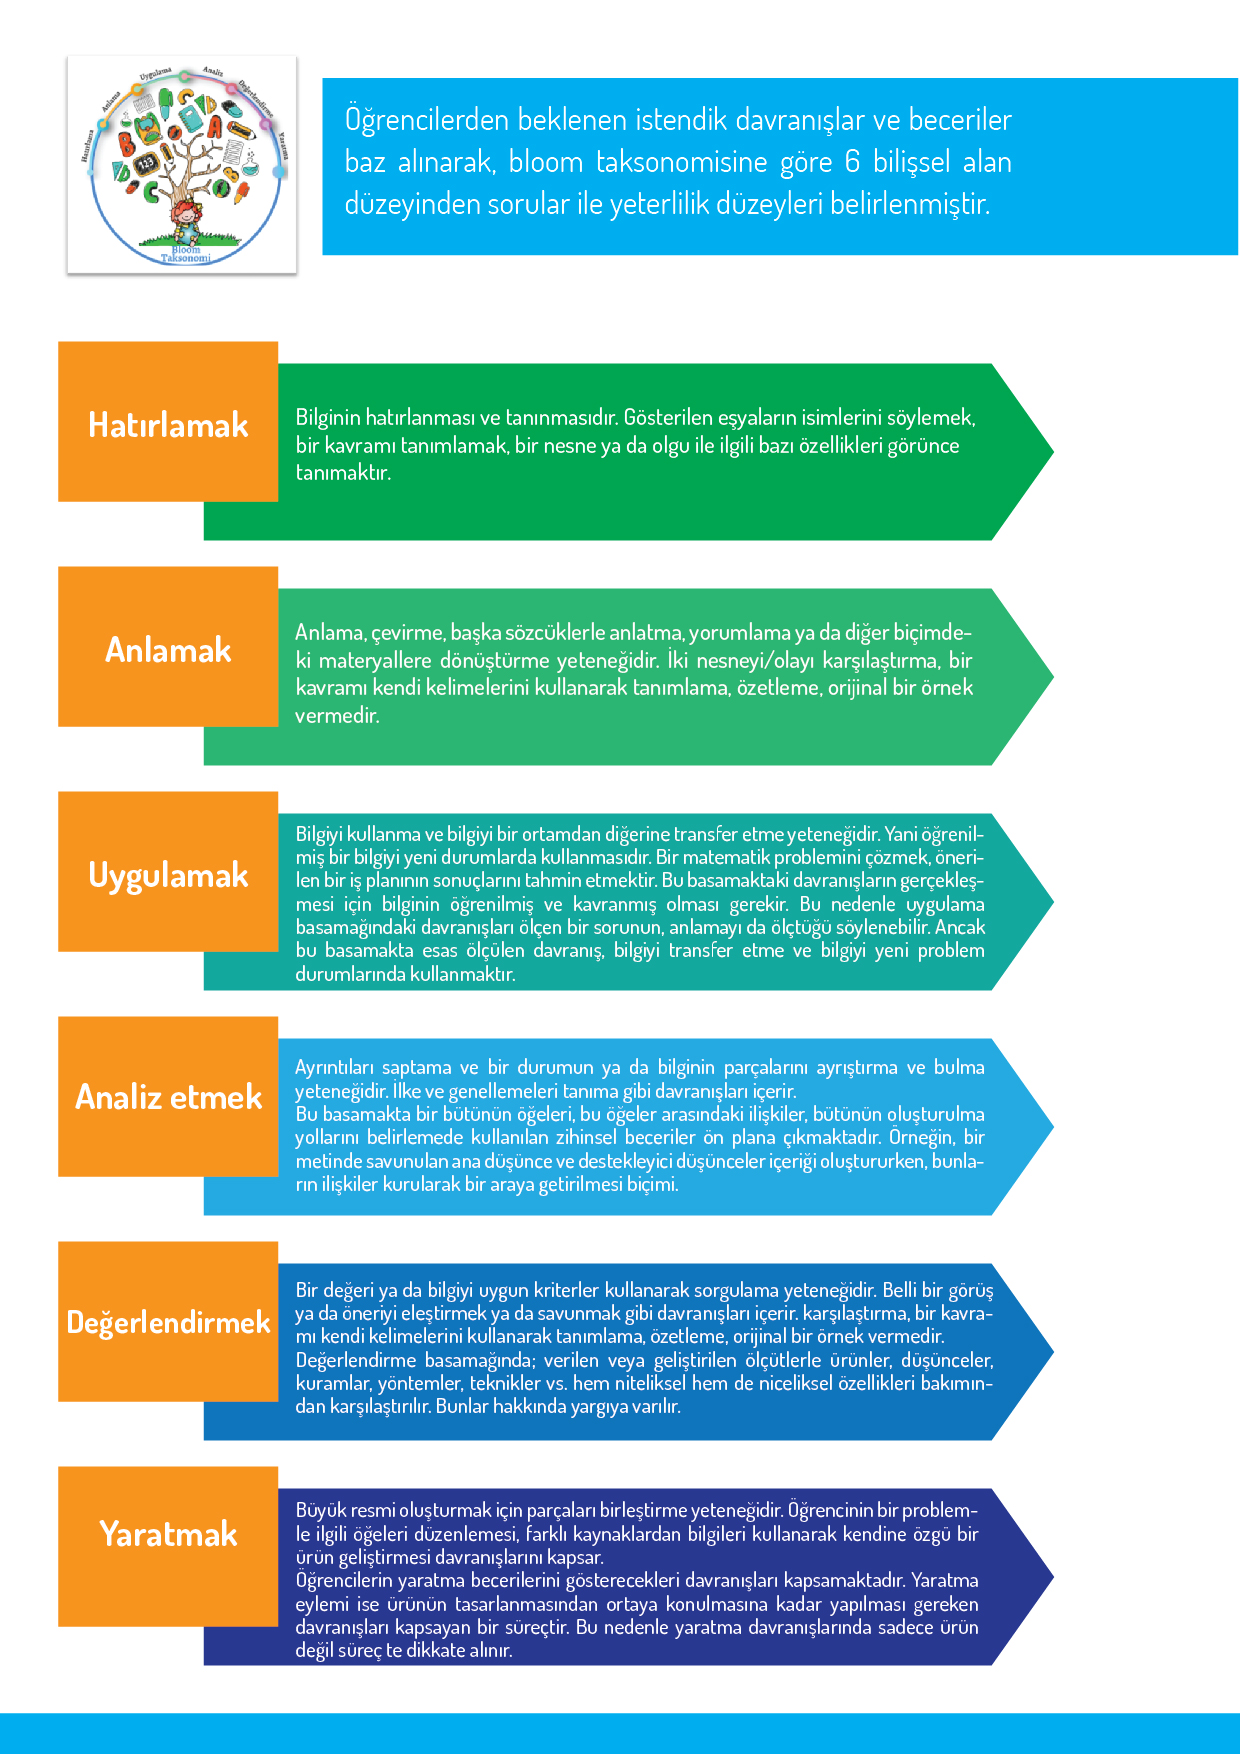 Hatırlama
Anlama
Uygulama
Analiz
Değerlendirme
Yaratma
Bloom
Taksonomi
Öğrencilerden beklenen istendik davranışlar ve beceriler
baz alınarak, bloom taksonomisine göre 6 bilişsel alan
düzeyinden sorular ile yeterlilik düzeyleri belirlenmiştir.
Hatırlamak
Bilginin hatırlanması ve tanınmasıdır. Gösterilen eşyaların isimlerini söylemek,
bir kavramı tanımlamak, bir nesne ya da olgu ile ilgili bazı özellikleri görünce
tanımaktır.
Anlamak
Anlama, çevirme, başka sözcüklerle anlatma, yorumlama ya da diğer biçimde-
ki materyallere dönüştürme yeteneğidir. İki nesneyi/olayı karşılaştırma, bir
kavramı kendi kelimelerini kullanarak tanımlama, özetleme, orijinal bir örnek
vermedir.
Uygulamak
Bilgiyi kullanma ve bilgiyi bir ortamdan diğerine transfer etme yeteneğidir. Yani öğrenil-
miş bir bilgiyi yeni durumlarda kullanmasıdır. Bir matematik problemini çözmek, öneri-
len bir iş planının sonuçlarını tahmin etmektir. Bu basamaktaki davranışların gerçekleş-
mesi için bilginin öğrenilmiş ve kavranmış olması gerekir. Bu nedenle uygulama
basamağındaki davranışları ölçen bir sorunun, anlamayı da ölçtüğü söylenebilir. Ancak
bu basamakta esas ölçülen davranış, bilgiyi transfer etme ve bilgiyi yeni problem
durumlarında kullanmaktır.
Analiz etmek
Ayrıntıları saptama ve bir durumun ya da bilginin parçalarını ayrıştırma ve bulma
yeteneğidir. İlke ve genellemeleri tanıma gibi davranışları içerir.
Bu basamakta bir bütünün öğeleri, bu öğeler arasındaki ilişkiler, bütünün oluşturulma
yollarını belirlemede kullanılan zihinsel beceriler ön plana çıkmaktadır. Örneğin, bir
metinde savunulan ana düşünce ve destekleyici düşünceler içeriği oluştururken, bunla-
rın ilişkiler kurularak bir araya getirilmesi biçimi.
Değerlendirmek
Bir değeri ya da bilgiyi uygun kriterler kullanarak sorgulama yeteneğidir. Belli bir görüş
ya da öneriyi eleştirmek ya da savunmak gibi davranışları içerir. karşılaştırma, bir kavra-
mı kendi kelimelerini kullanarak tanımlama, özetleme, orijinal bir örnek vermedir.
Değerlendirme basamağında; verilen veya geliştirilen ölçütlerle ürünler, düşünceler,
kuramlar, yöntemler, teknikler vs. hem niteliksel hem de niceliksel özellikleri bakımın-
dan karşılaştırılır. Bunlar hakkında yargıya varılır.
Yaratmak
Büyük resmi oluşturmak için parçaları birleştirme yeteneğidir. Öğrencinin bir problem-
le ilgili öğeleri düzenlemesi, farklı kaynaklardan bilgileri kullanarak kendine özgü bir
ürün geliştirmesi davranışlarını kapsar.
Öğrencilerin yaratma becerilerini gösterecekleri davranışları kapsamaktadır. Yaratma
eylemi ise ürünün tasarlanmasından ortaya konulmasına kadar yapılması gereken
davranışları kapsayan bir süreçtir. Bu nedenle yaratma davranışlarında sadece ürün
değil süreç te dikkate alınır.